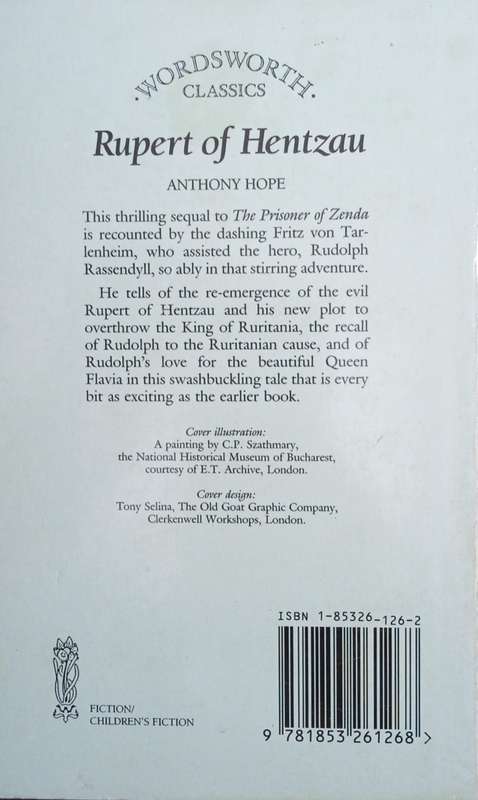 ·WORDSWORTH·
CLASSICS
Rupert of Hentzau
ANTHONY HOPE
This thrilling sequal to The Prisoner of Zenda
is recounted by the dashing Fritz von Tar-
lenheim, who assisted the hero, Rudolph
Rassendyll, so ably in that stirring adventure.
He tells of the re-emergence of the evil
Rupert of Hentzau and his new plot to
overthrow the King of Ruritania, the recall
of Rudolph to the Ruritanian cause, and of
Rudolph's love for the beautiful Queen
Flavia in this swashbuckling tale that is every
bit as exciting as the earlier book.
Cover illustration:
A painting by C.P. Szathmary,
the National Historical Museum of Bucharest,
courtesy of E.T. Archive, London.
Cover design:
Tony Selina, The Old Goat Graphic Company,
Clerkenwell Workshops, London.
ISBN 1-85326-126-2
9 781853 261268 >
FICTION/
CHILDREN'S FICTION